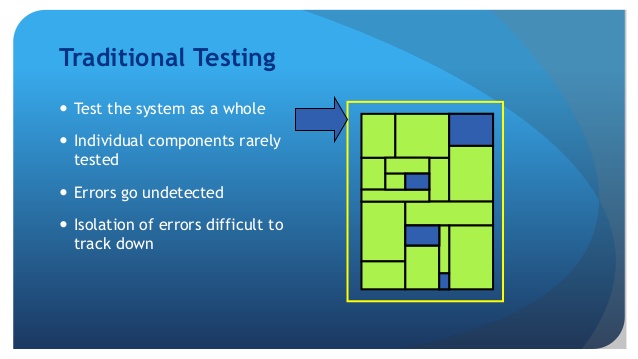 Traditional Testing
• Test the system as a whole
• Individual components rarely
tested
• Errors go undetected
• Isolation of errors difficult to
track down